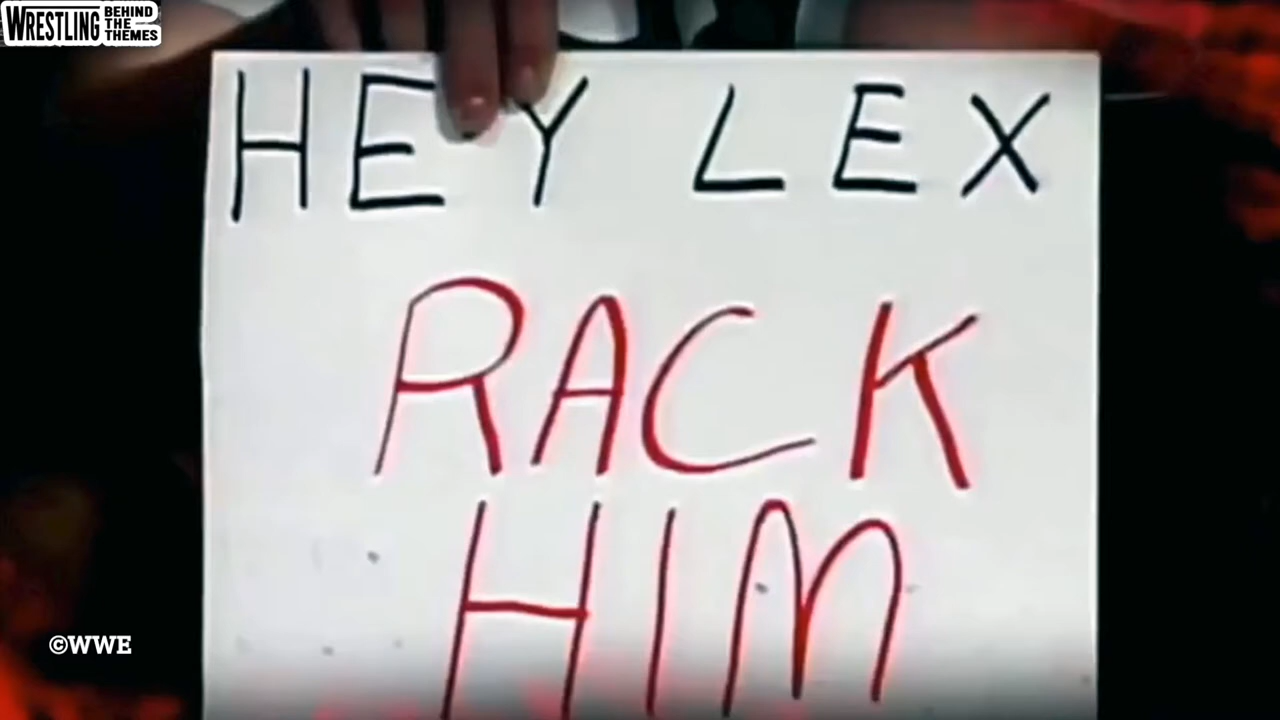 WRESTLING BEHIND
THE
THEMES
HEY LEX
RACK
HIM
©WWE